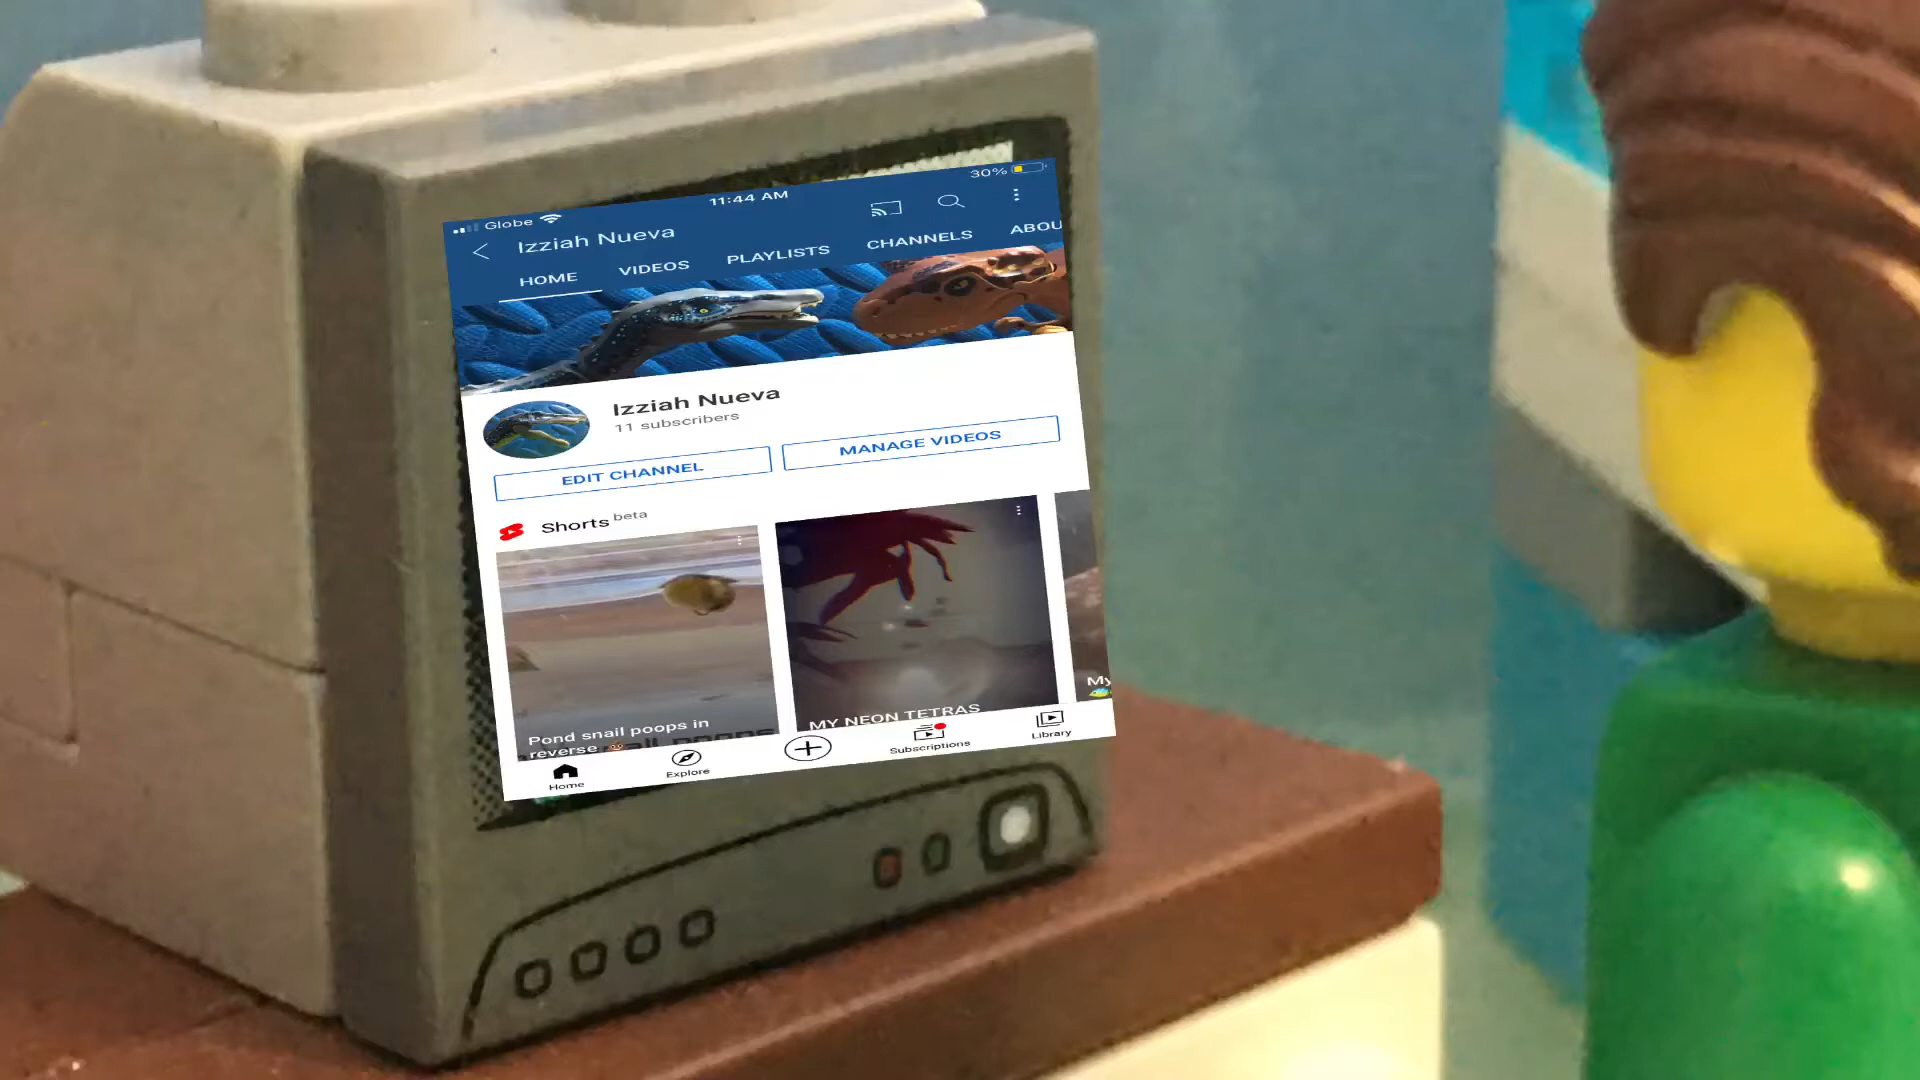 Globe 11:44 AM 30%
Izziah Nueva
HOME VIDEOS PLAYLISTS CHANNELS ABOU
Izziah Nueva
11 subscribers
EDIT CHANNEL MANAGE VIDEOS
Shorts beta
Pond snail poops in
reverse
MY NEON TETRAS
My
Home Explore Subscriptions Library